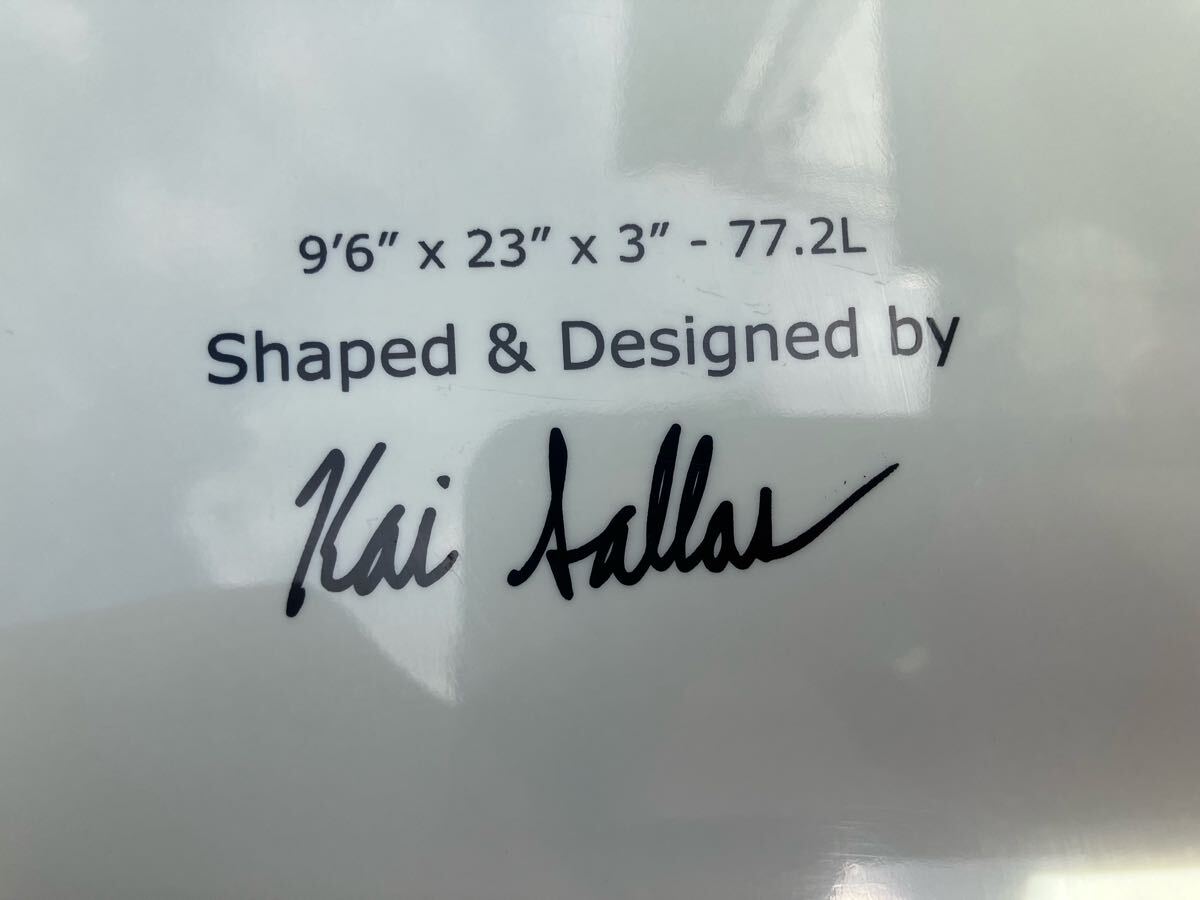 9'6" x 23" x 3" - 77.2L
Shaped & Designed by
Kai Sallas